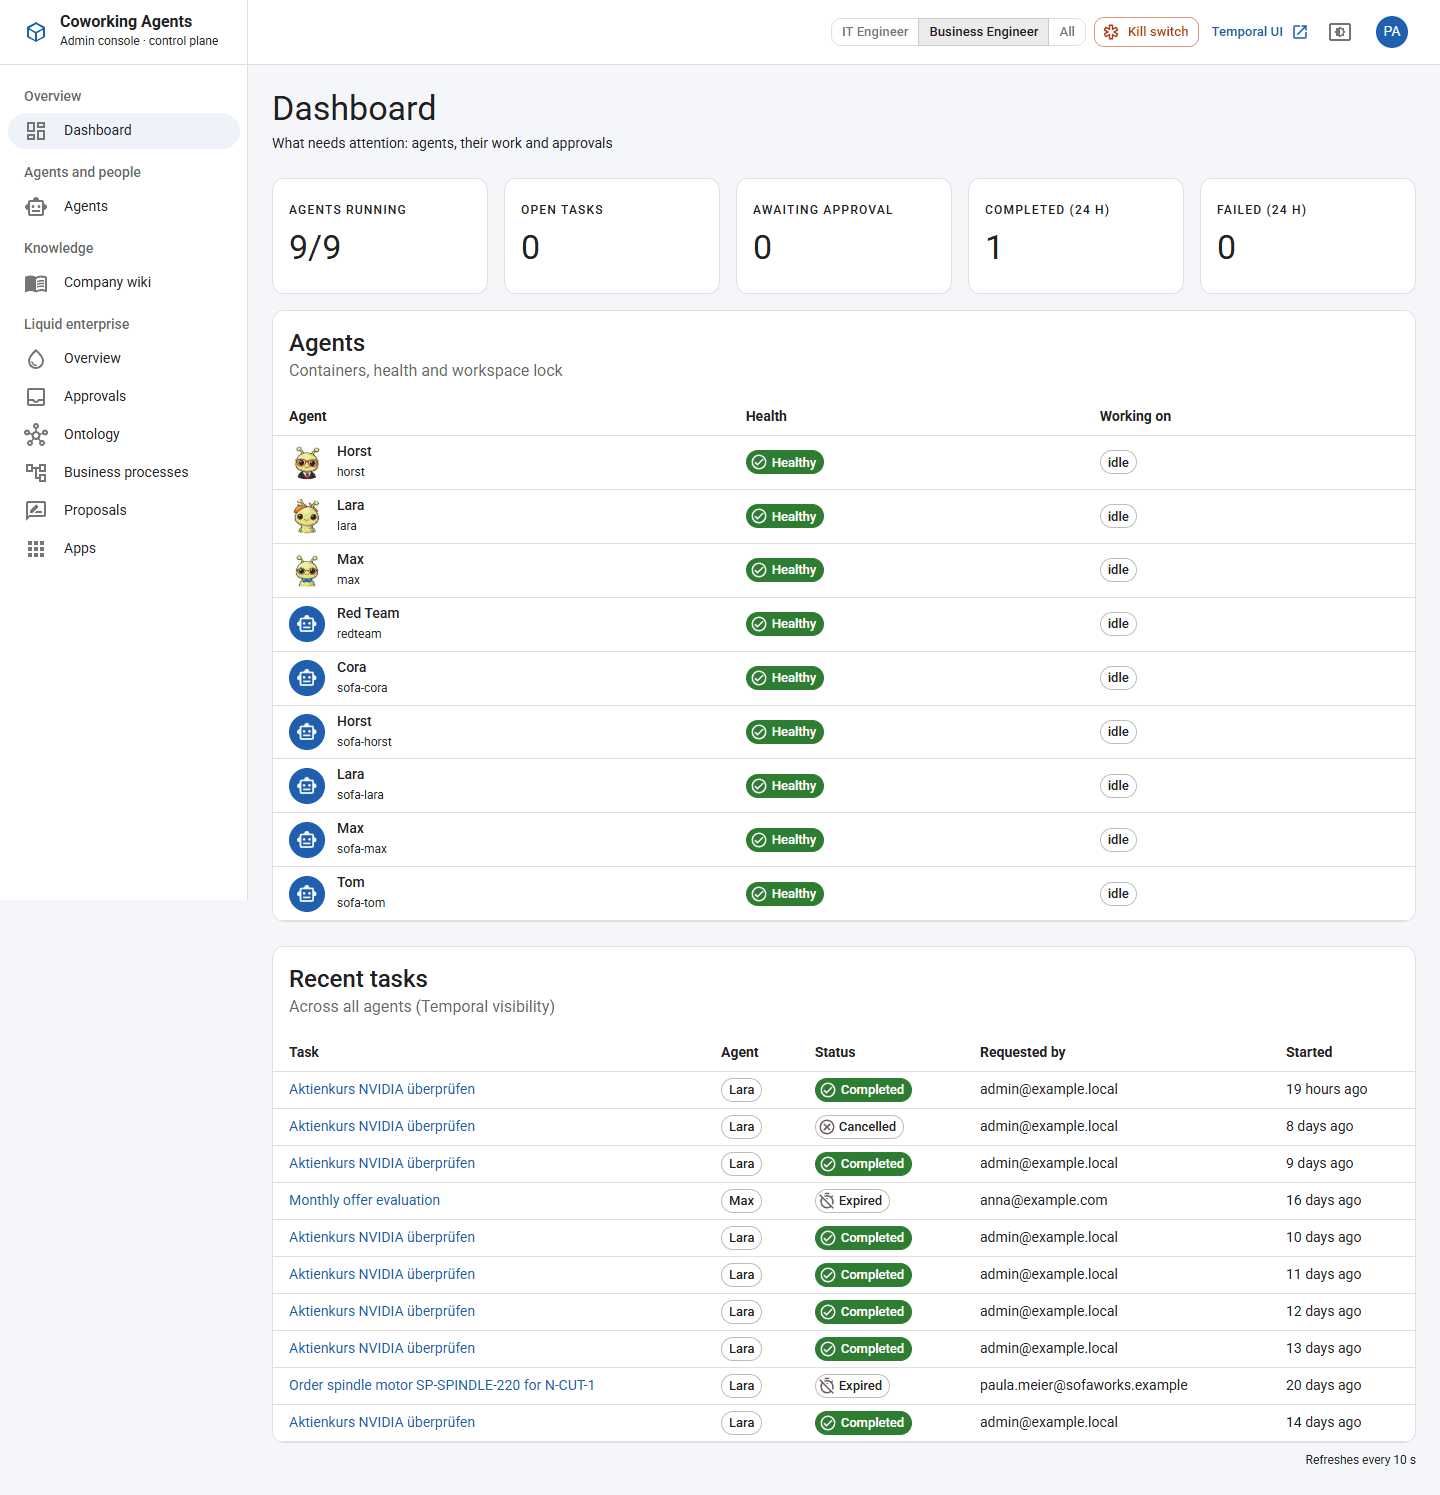 Coworking Agents
Admin console · control plane
IT Engineer
Business Engineer
All
Kill switch
Temporal UI
PA
Overview
Dashboard
Agents and people
Agents
Knowledge
Company wiki
Liquid enterprise
Overview
Approvals
Ontology
Business processes
Proposals
Apps
Dashboard
What needs attention: agents, their work and approvals
AGENTS RUNNING
9/9
OPEN TASKS
0
AWAITING APPROVAL
0
COMPLETED (24 H)
1
FAILED (24 H)
0
Agents
Containers, health and workspace lock
Agent Health Working on
Horst
horst
Healthy idle
Lara
lara
Healthy idle
Max
max
Healthy idle
Red Team
redteam
Healthy idle
Cora
sofa-cora
Healthy idle
Horst
sofa-horst
Healthy idle
Lara
sofa-lara
Healthy idle
Max
sofa-max
Healthy idle
Tom
sofa-tom
Healthy idle
Recent tasks
Across all agents (Temporal visibility)
Task Agent Status Requested by Started
Aktienkurs NVIDIA überprüfen Lara Completed admin@example.local 19 hours ago
Aktienkurs NVIDIA überprüfen Lara Cancelled admin@example.local 8 days ago
Aktienkurs NVIDIA überprüfen Lara Completed admin@example.local 9 days ago
Monthly offer evaluation Max Expired anna@example.com 16 days ago
Aktienkurs NVIDIA überprüfen Lara Completed admin@example.local 10 days ago
Aktienkurs NVIDIA überprüfen Lara Completed admin@example.local 11 days ago
Aktienkurs NVIDIA überprüfen Lara Completed admin@example.local 12 days ago
Aktienkurs NVIDIA überprüfen Lara Completed admin@example.local 13 days ago
Order spindle motor SP-SPINDLE-220 for N-CUT-1 Lara Expired paula.meier@sofaworks.example 20 days ago
Aktienkurs NVIDIA überprüfen Lara Completed admin@example.local 14 days ago
Refreshes every 10 s